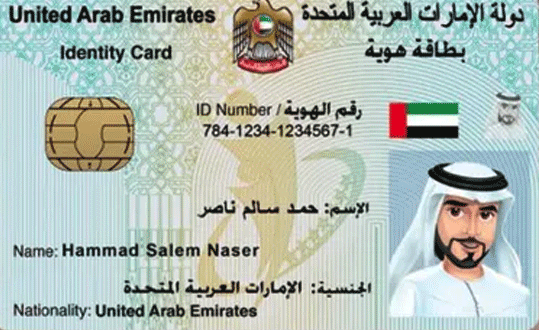 United Arab Emirates دولة الإمارات العربية المتحدة
Identity Card بطاقة هوية
ID Number / رقم الهوية
784-1234-1234567-1
الإسم: حمد سالم ناصر
Name: Hammad Salem Naser
الجنسية: الإمارات العربية المتحدة
Nationality: United Arab Emirates